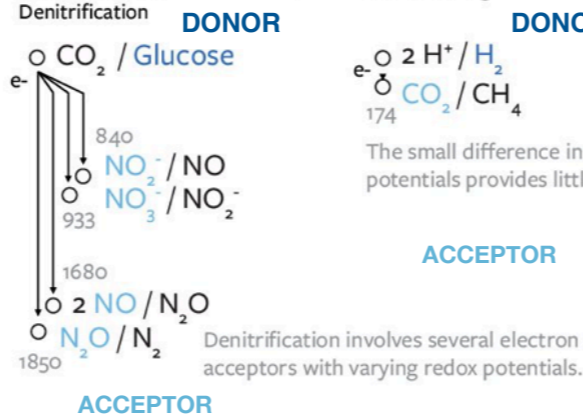 Denitrification
DONOR
CO₂ / Glucose
e-
840
NO₂⁻ / NO
NO₃⁻ / NO₂⁻
933
1680
2 NO / N₂O
N₂O / N₂
1850
ACCEPTOR
Denitrification involves several electron
acceptors with varying redox potentials.
2 H⁺ / H₂
e-
CO₂ / CH₄
174
The small difference in
potentials provides
ACCEPTOR